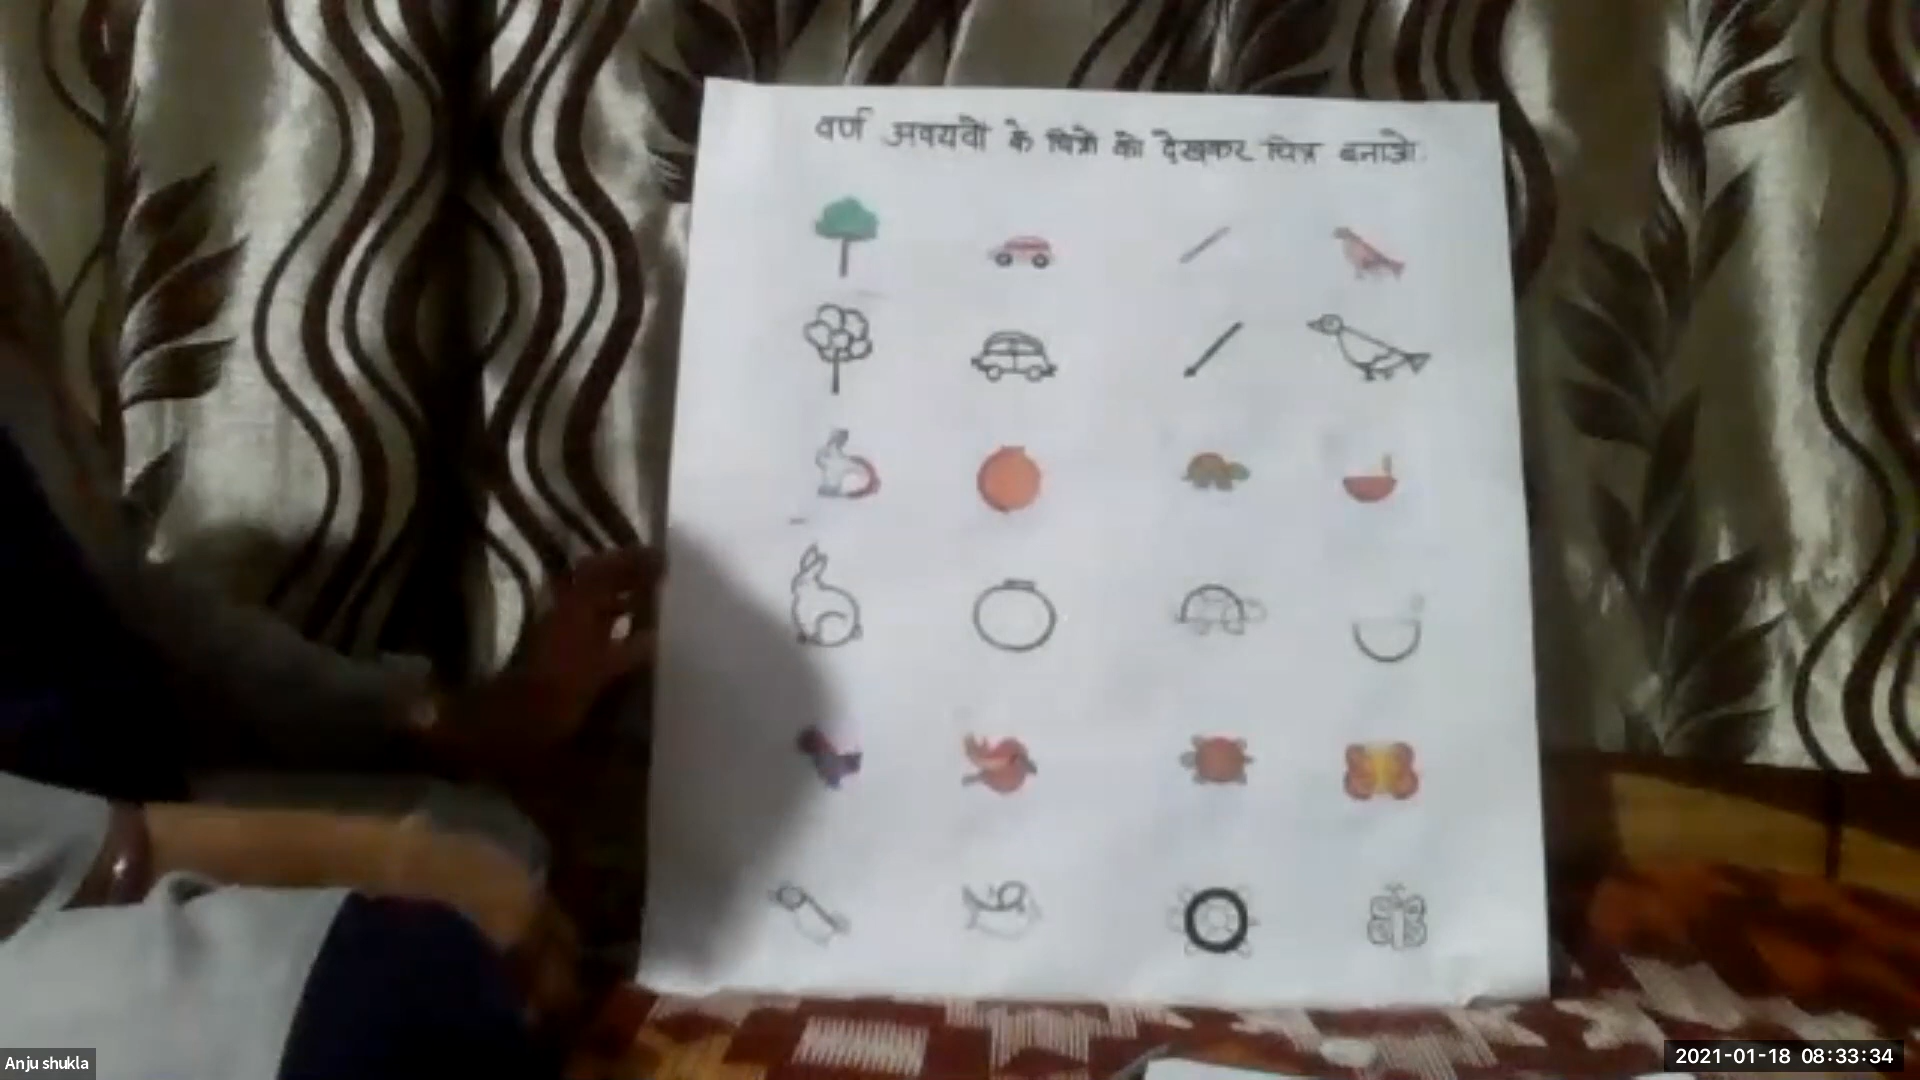 वर्ण अवयवों के चित्रों को देखकर चित्र बनाओ.
Anju shukla
2021-01-18 08:33:34